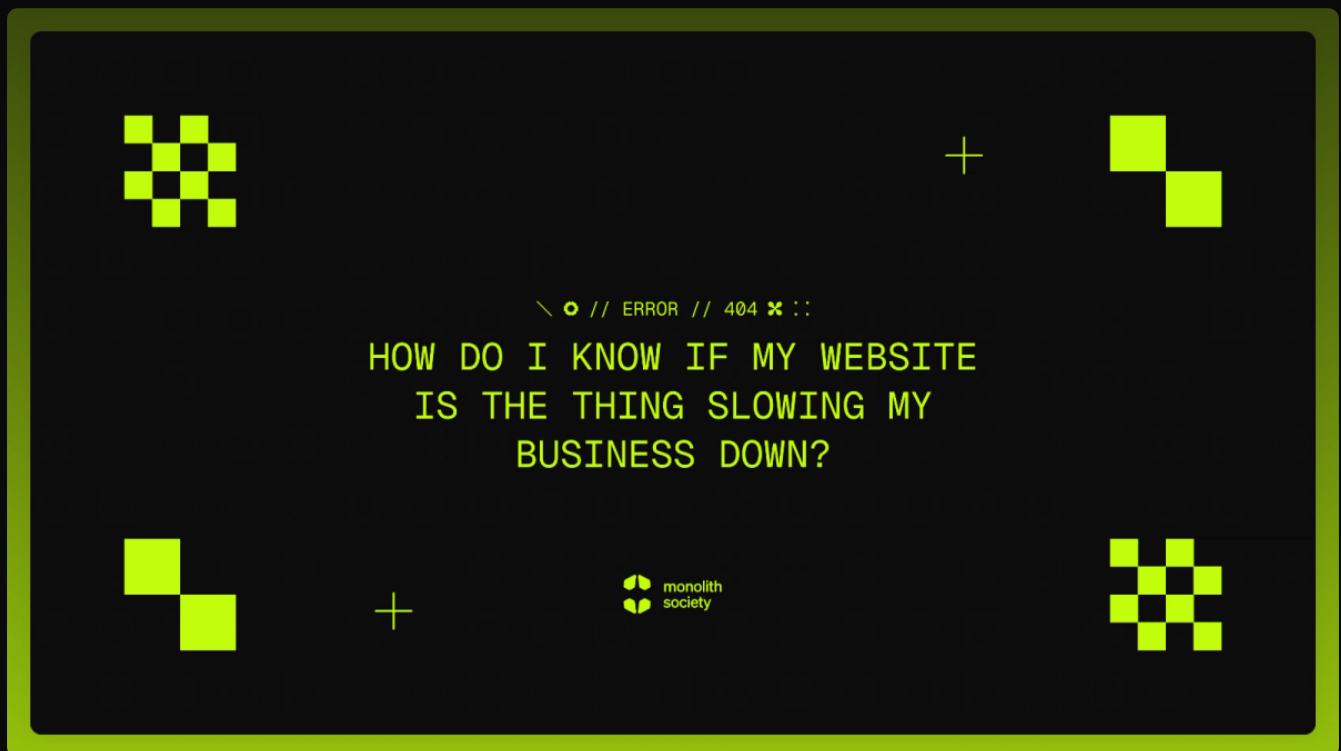 \ // ERROR // 404 ::
HOW DO I KNOW IF MY WEBSITE
IS THE THING SLOWING MY
BUSINESS DOWN?
monolith
society